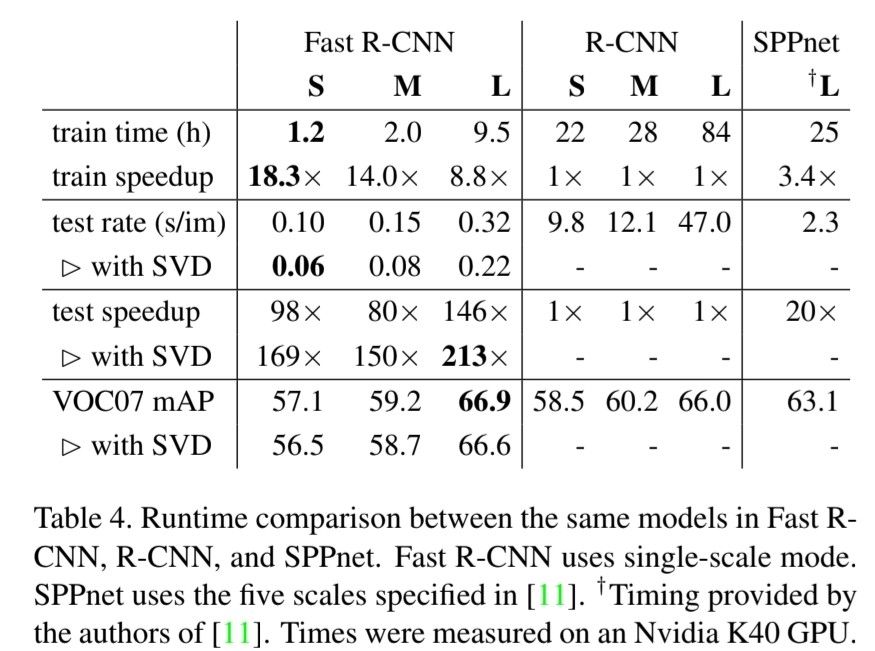 Fast R-CNN R-CNN SPPnet
S M L S M L †L
train time (h) 1.2 2.0 9.5 22 28 84 25
train speedup 18.3× 14.0× 8.8× 1× 1× 1× 3.4×
test rate (s/im) 0.10 0.15 0.32 9.8 12.1 47.0 2.3
▷ with SVD 0.06 0.08 0.22 - - - -
test speedup 98× 80× 146× 1× 1× 1× 20×
▷ with SVD 169× 150× 213× - - - -
VOC07 mAP 57.1 59.2 66.9 58.5 60.2 66.0 63.1
▷ with SVD 56.5 58.7 66.6 - - - -
Table 4. Runtime comparison between the same models in Fast R-
CNN, R-CNN, and SPPnet. Fast R-CNN uses single-scale mode.
SPPnet uses the five scales specified in [11]. †Timing provided by
the authors of [11]. Times were measured on an Nvidia K40 GPU.